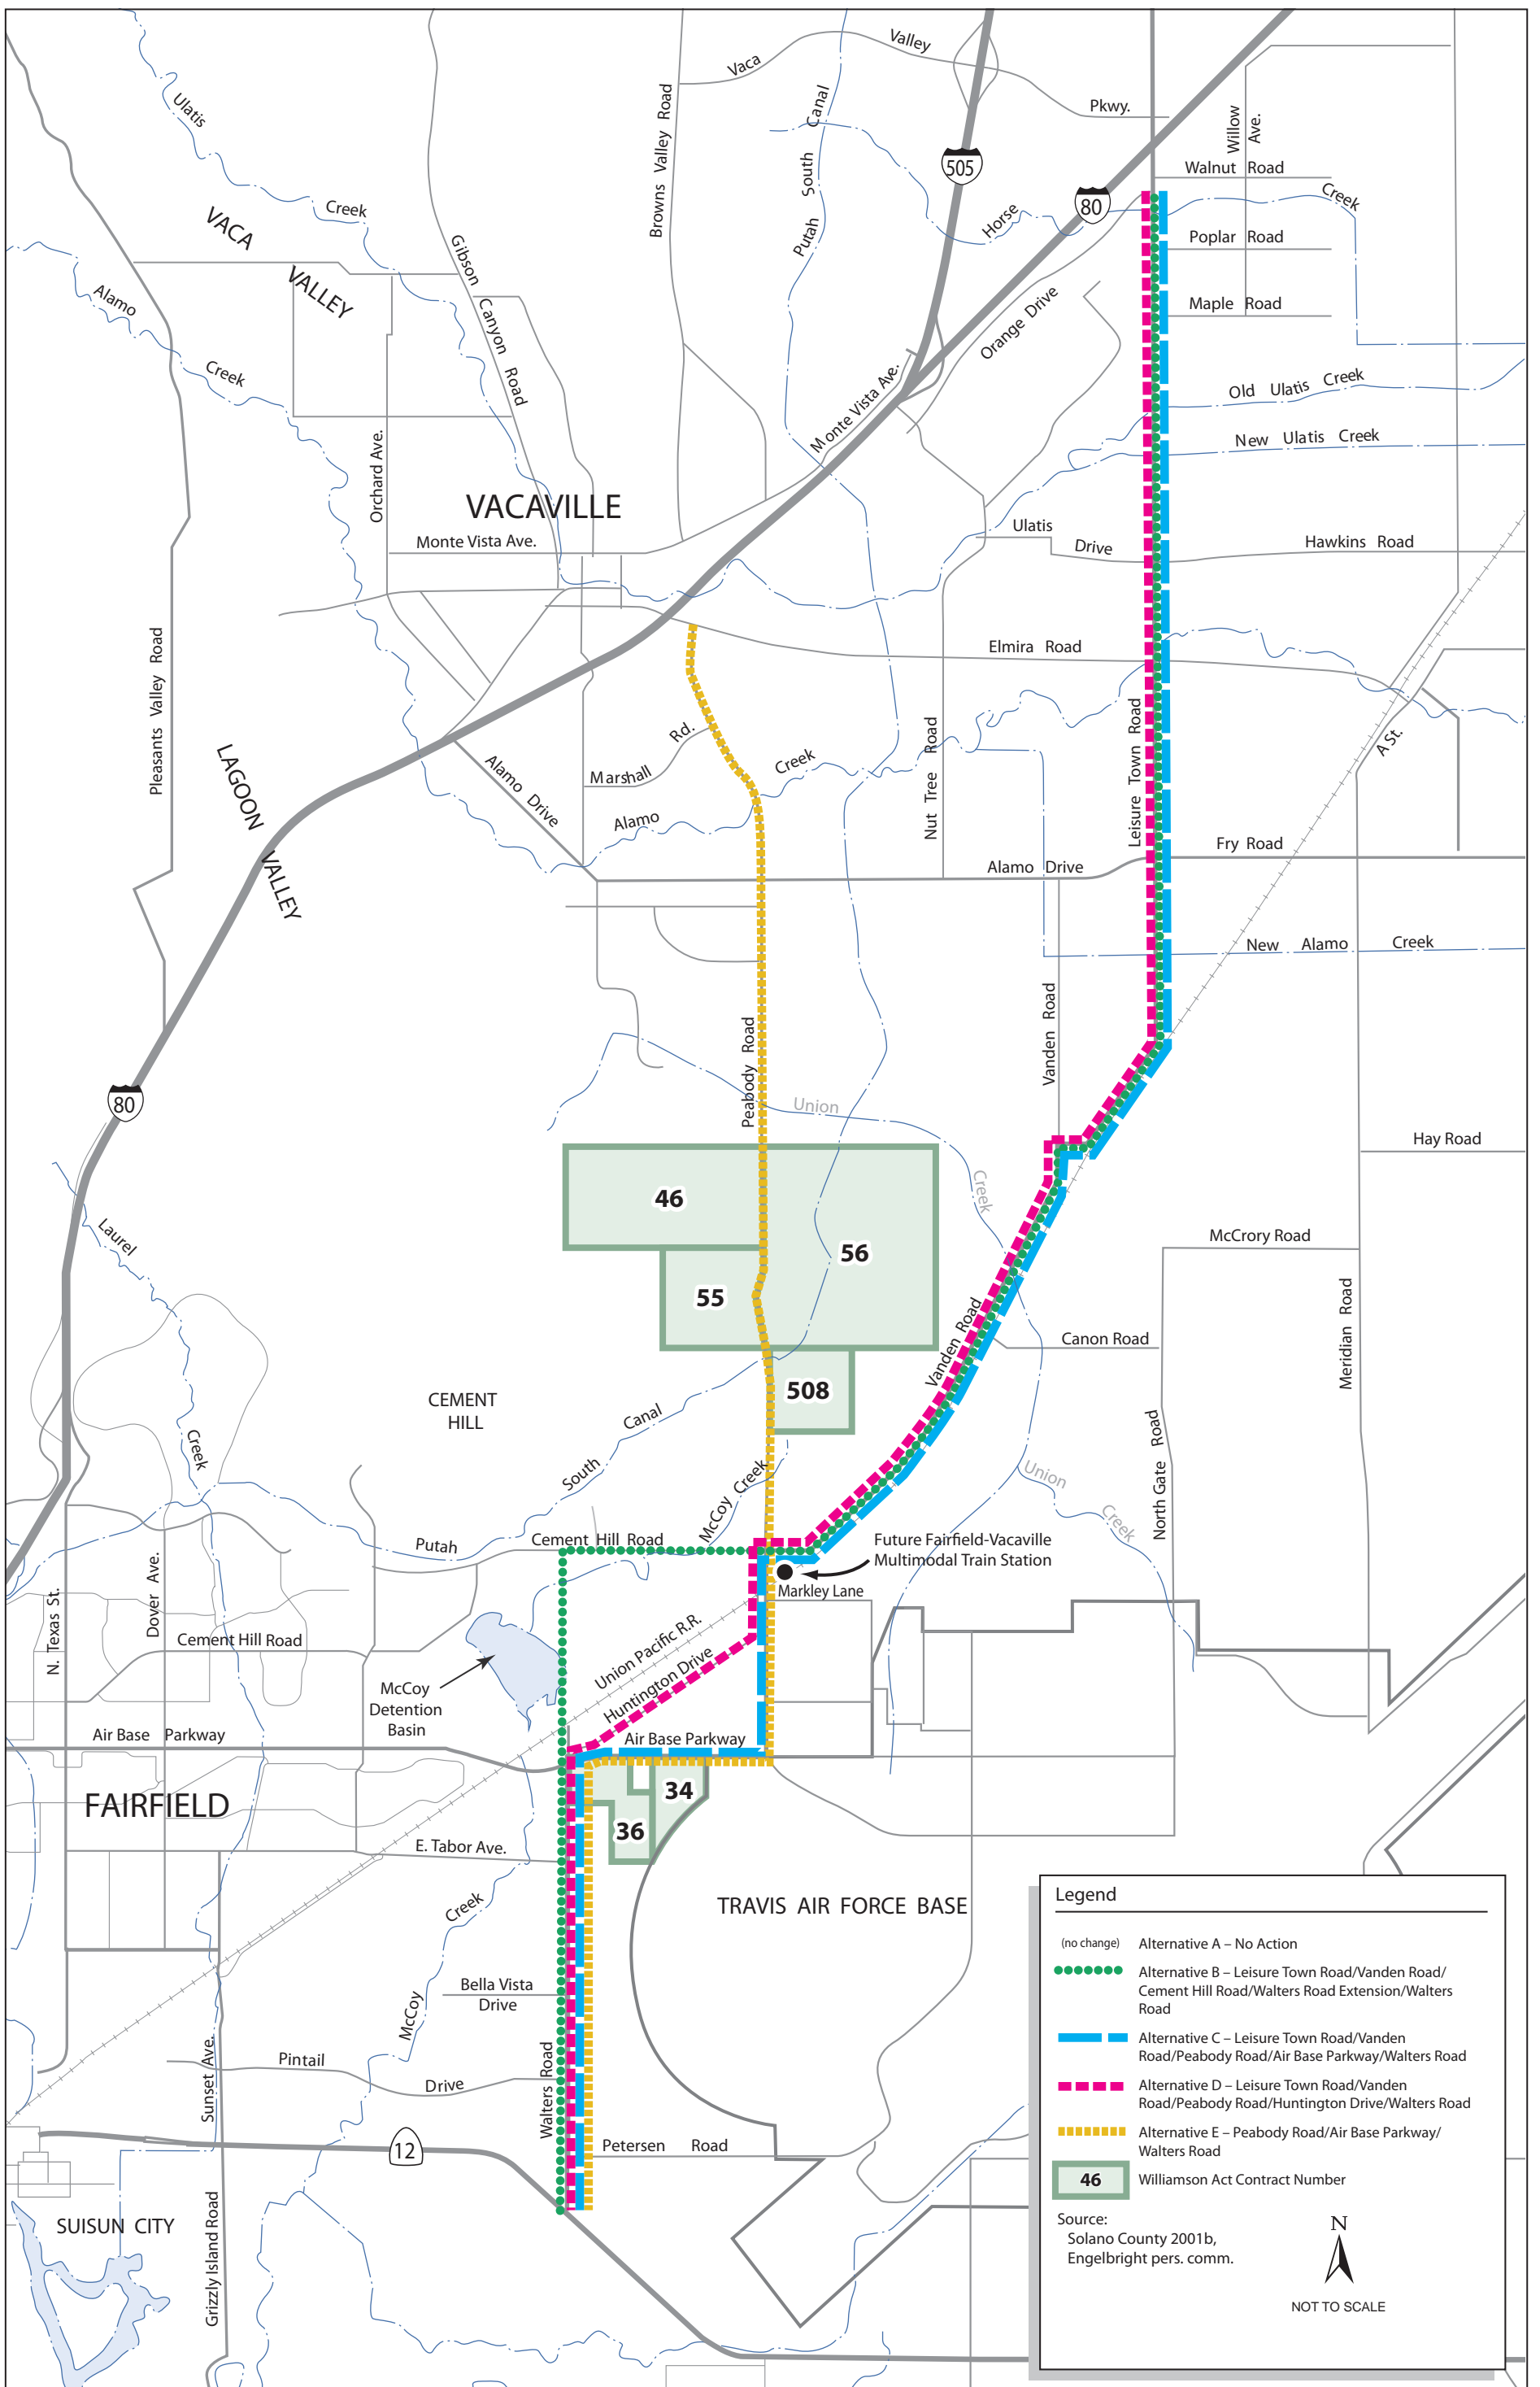 Vaca
Valley
Pkwy.
Ulatis
Creek
VACA
VALLEY
Gibson Canyon Road
Browns Valley Road
Putah South Canal
505
80
Horse
Creek
Willow
Ave.
Walnut Road
Poplar Road
Maple Road
Alamo
Creek
Orange Drive
Monte Vista Ave.
Old Ulatis Creek
New Ulatis Creek
Orchard Ave.
VACAVILLE
Monte Vista Ave.
Ulatis
Drive
Hawkins Road
Pleasants Valley Road
Elmira Road
LAGOON
VALLEY
Alamo Drive
Marshall
Rd.
Alamo
Creek
Nut Tree Road
Leisure Town Road
A St.
Alamo Drive
Fry Road
New Alamo Creek
Peabody Road
Vanden Road
80
Union
Creek
Hay Road
46
56
55
508
Laurel
Creek
McCrory Road
Vanden Road
Canon Road
Meridian Road
North Gate Road
CEMENT
HILL
South
Canal
Putah
McCoy Creek
Union
Creek
Cement Hill Road
Future Fairfield-Vacaville
Multimodal Train Station
Markley Lane
N. Texas St.
Dover Ave.
Cement Hill Road
Union Pacific R.R.
Huntington Drive
McCoy
Detention
Basin
Air Base Parkway
Air Base Parkway
FAIRFIELD
34
36
E. Tabor Ave.
TRAVIS AIR FORCE BASE
Creek
McCoy
Bella Vista
Drive
Pintail
Drive
Sunset Ave.
Walters Road
12
Petersen Road
SUISUN CITY
Grizzly Island Road
Legend
(no change)
Alternative A – No Action
Alternative B – Leisure Town Road/Vanden Road/
Cement Hill Road/Walters Road Extension/Walters
Road
Alternative C – Leisure Town Road/Vanden
Road/Peabody Road/Air Base Parkway/Walters Road
Alternative D – Leisure Town Road/Vanden
Road/Peabody Road/Huntington Drive/Walters Road
Alternative E – Peabody Road/Air Base Parkway/
Walters Road
46
Williamson Act Contract Number
Source:
Solano County 2001b,
Engelbright pers. comm.
N
NOT TO SCALE